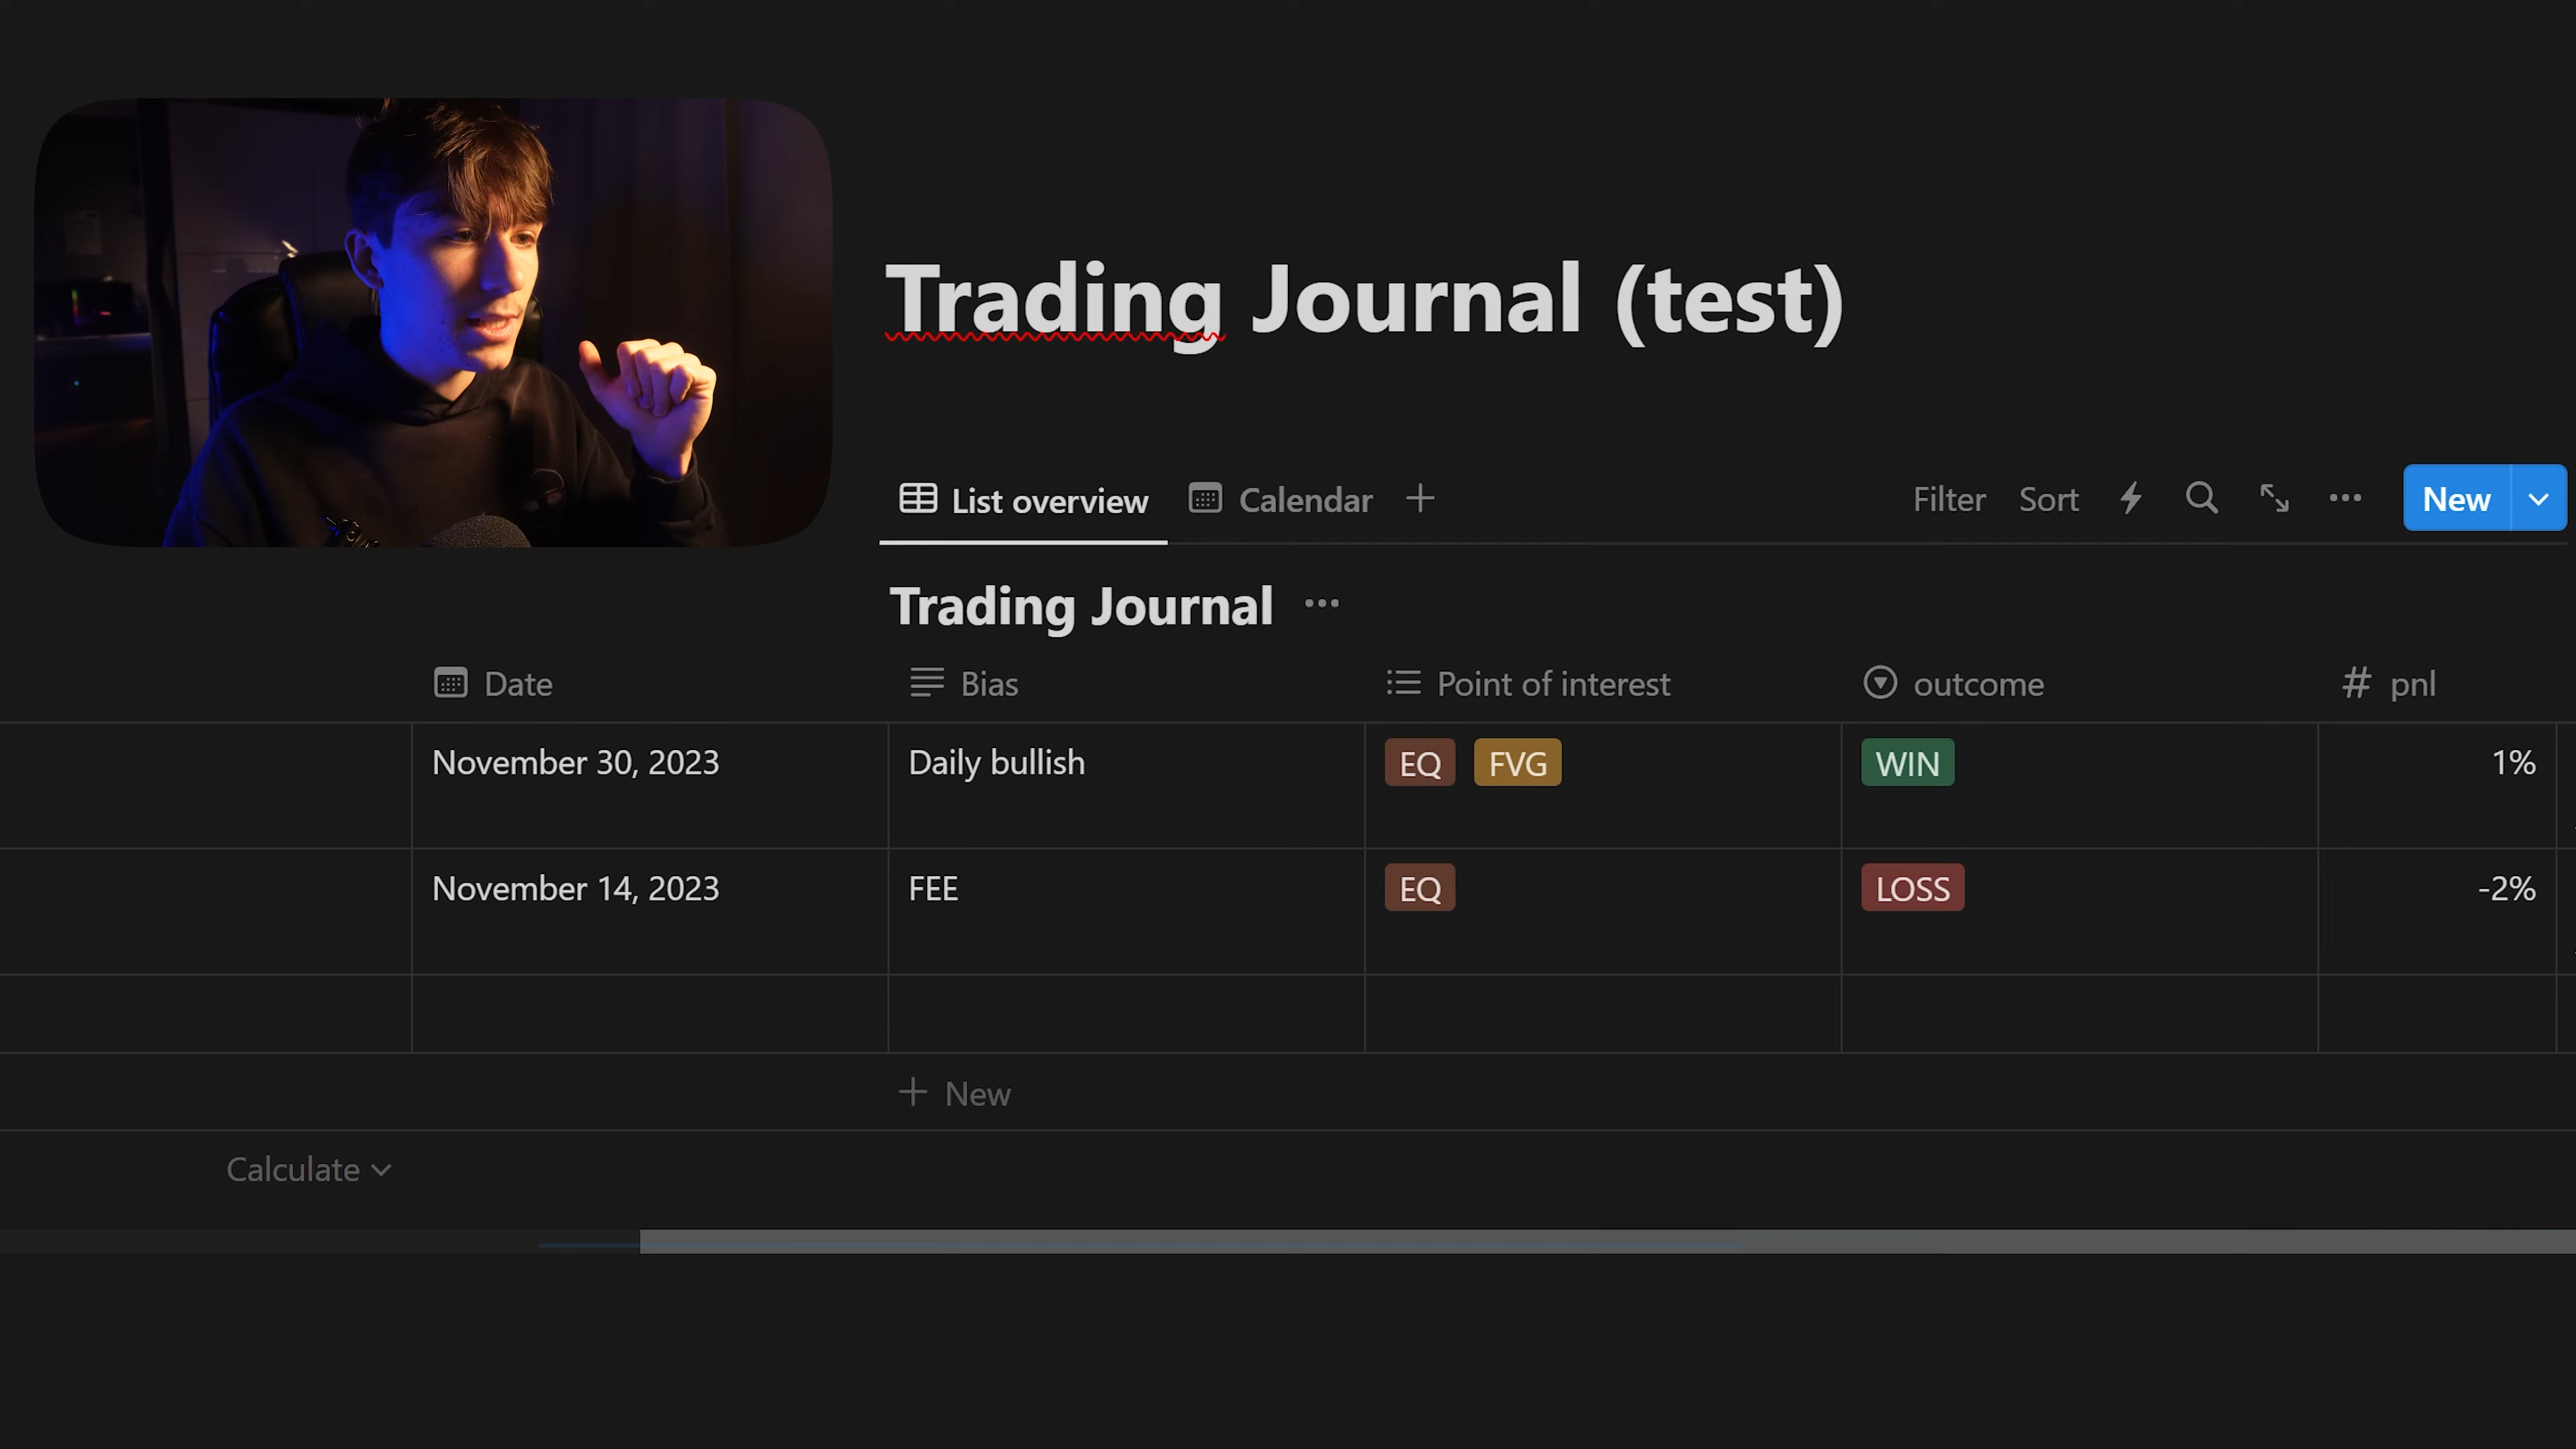 Trading Journal (test)
List overview Calendar Filter Sort New
Trading Journal
Date Bias Point of interest outcome # pnl
November 30, 2023 Daily bullish EQ FVG WIN 1%
November 14, 2023 FEE EQ LOSS -2%
+ New
Calculate